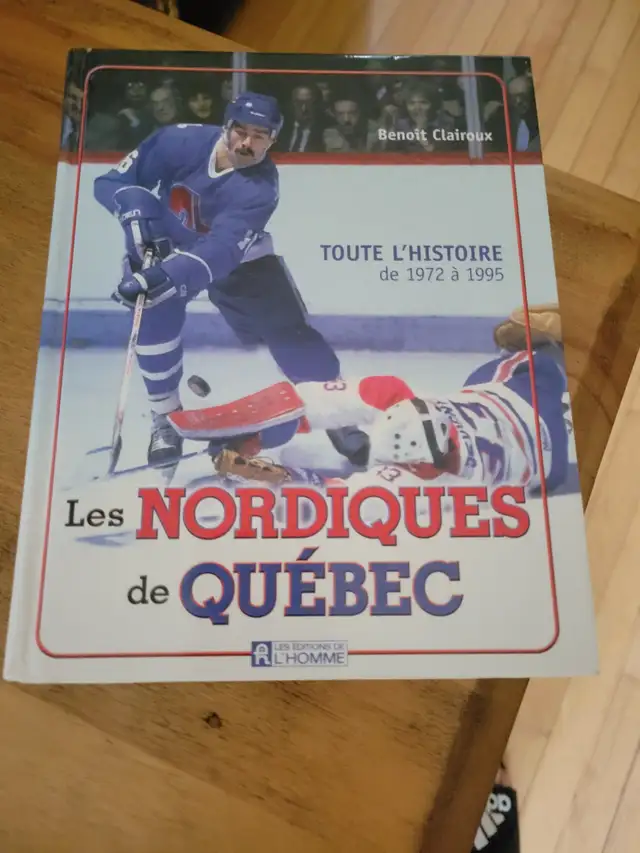 Benoît Clairoux
TOUTE L'HISTOIRE
de 1972 à 1995
Les NORDIQUES
de QUÉBEC
LES ÉDITIONS DE
L'HOMME